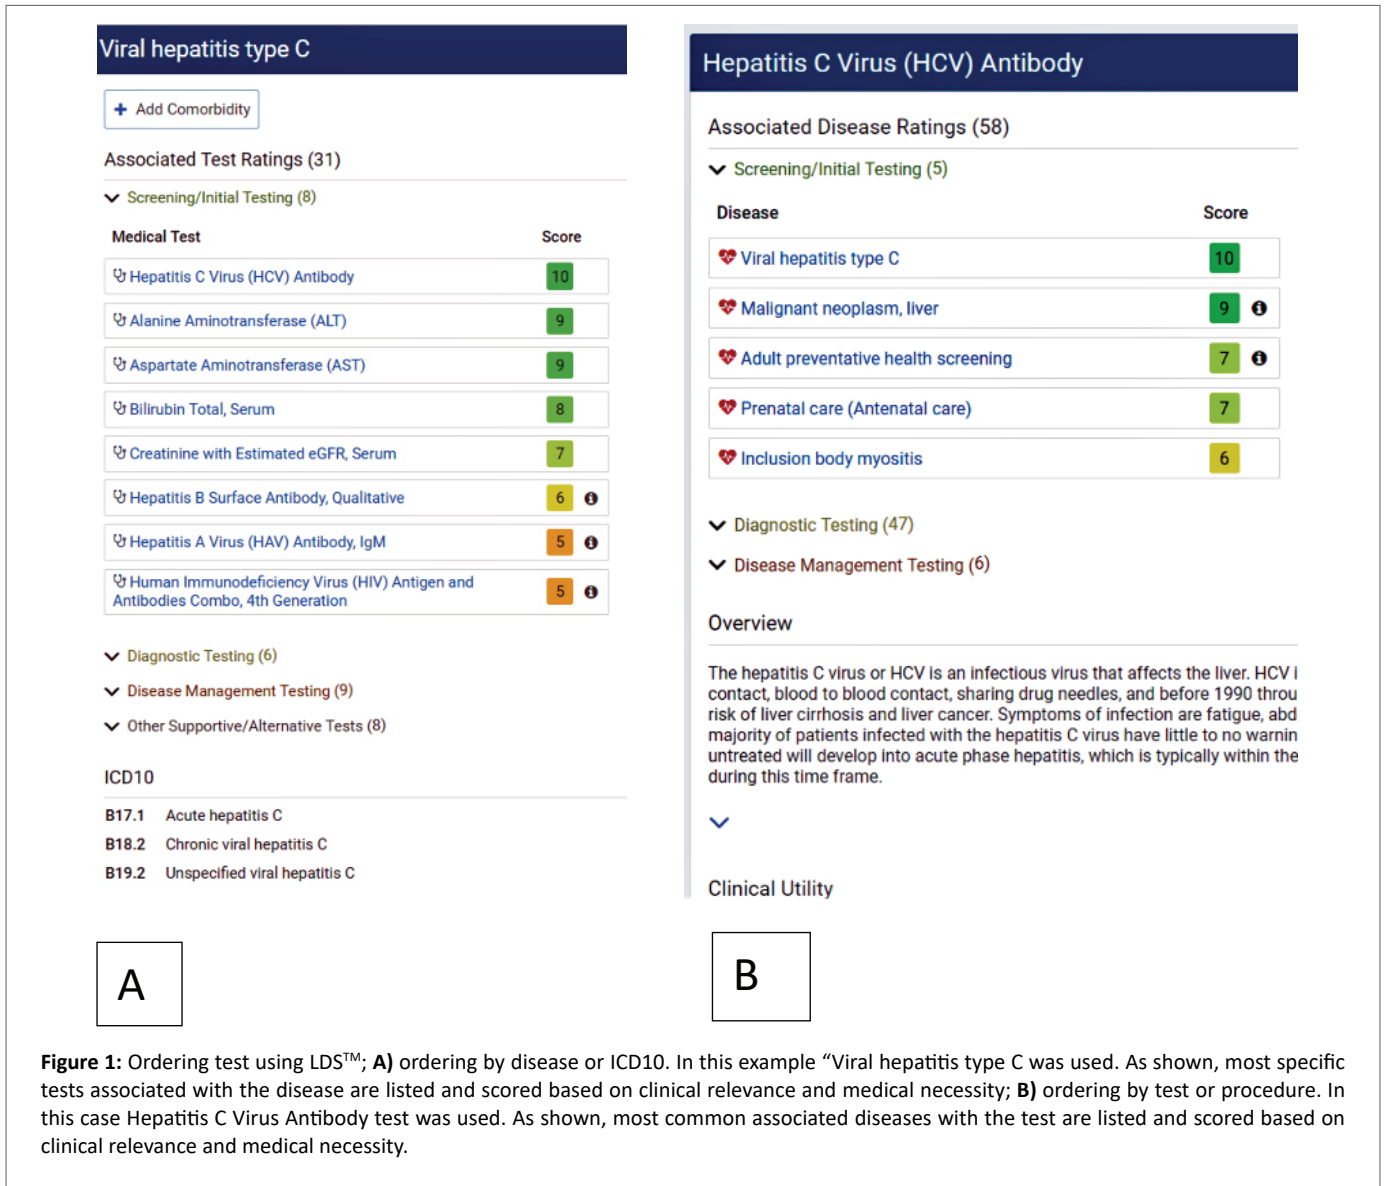 Viral hepatitis type C
+ Add Comorbidity
Associated Test Ratings (31)
Screening/Initial Testing (8)
Medical Test Score
Hepatitis C Virus (HCV) Antibody 10
Alanine Aminotransferase (ALT) 9
Aspartate Aminotransferase (AST) 9
Bilirubin Total, Serum 8
Creatinine with Estimated eGFR, Serum 7
Hepatitis B Surface Antibody, Qualitative 6
Hepatitis A Virus (HAV) Antibody, IgM 5
Human Immunodeficiency Virus (HIV) Antigen and
Antibodies Combo, 4th Generation 5
Diagnostic Testing (6)
Disease Management Testing (9)
Other Supportive/Alternative Tests (8)
ICD10
B17.1 Acute hepatitis C
B18.2 Chronic viral hepatitis C
B19.2 Unspecified viral hepatitis C
A
Hepatitis C Virus (HCV) Antibody
Associated Disease Ratings (58)
Screening/Initial Testing (5)
Disease Score
Viral hepatitis type C 10
Malignant neoplasm, liver 9
Adult preventative health screening 7
Prenatal care (Antenatal care) 7
Inclusion body myositis 6
Diagnostic Testing (47)
Disease Management Testing (6)
Overview
The hepatitis C virus or HCV is an infectious virus that affects the liver. HCV i
contact, blood to blood contact, sharing drug needles, and before 1990 throu
risk of liver cirrhosis and liver cancer. Symptoms of infection are fatigue, abd
majority of patients infected with the hepatitis C virus have little to no warnin
untreated will develop into acute phase hepatitis, which is typically within the
during this time frame.
Clinical Utility
B
Figure 1: Ordering test using LDS™; A) ordering by disease or ICD10. In this example “Viral hepatitis type C was used. As shown, most specific
tests associated with the disease are listed and scored based on clinical relevance and medical necessity; B) ordering by test or procedure. In
this case Hepatitis C Virus Antibody test was used. As shown, most common associated diseases with the test are listed and scored based on
clinical relevance and medical necessity.